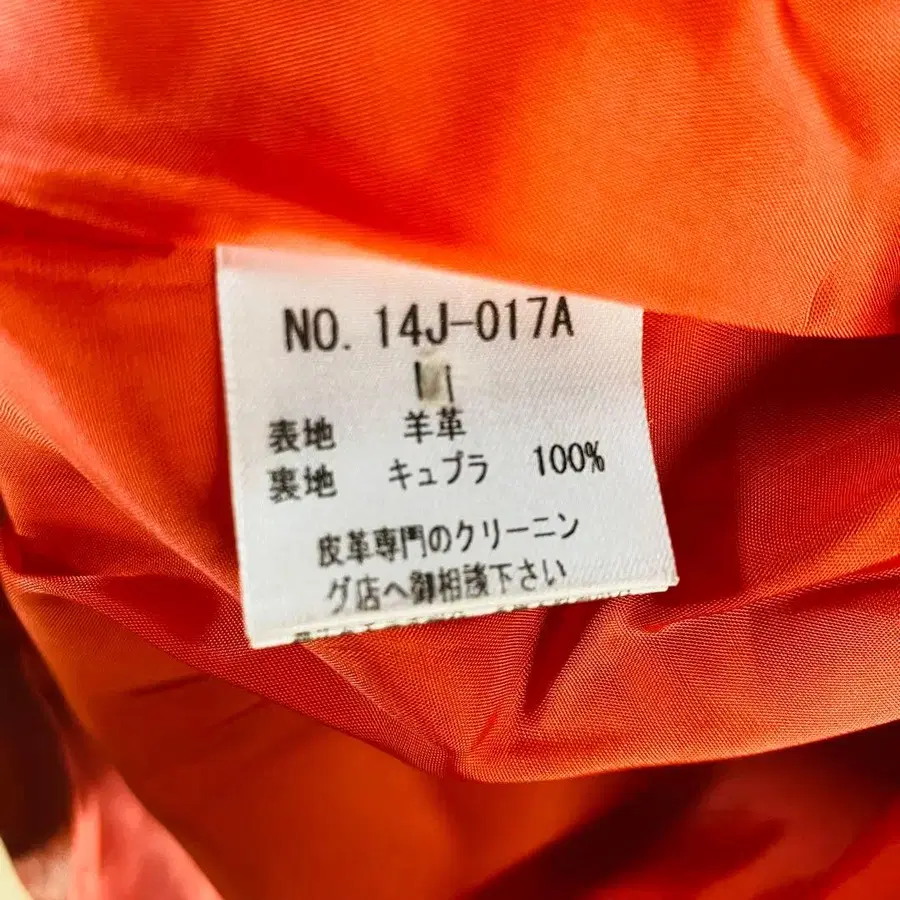 NO. 14J-017A
表地 羊革
裏地 キュプラ 100%
皮革専門のクリーニン
グ店へ御相談下さい